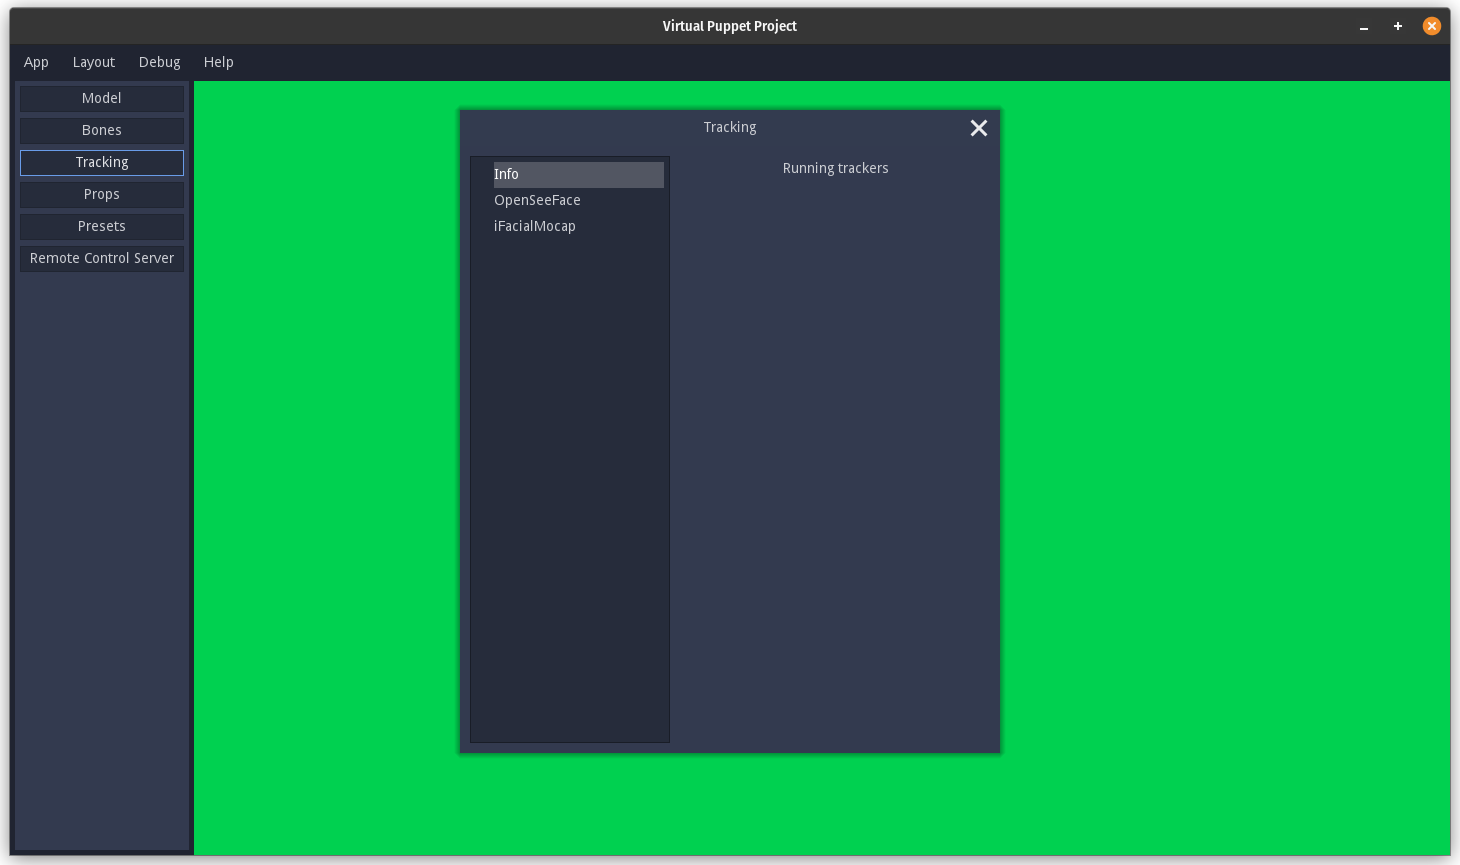 Virtual Puppet Project
App Layout Debug Help
Model
Bones
Tracking
Props
Presets
Remote Control Server
Tracking
Info
OpenSeeFace
iFacialMocap
Running trackers